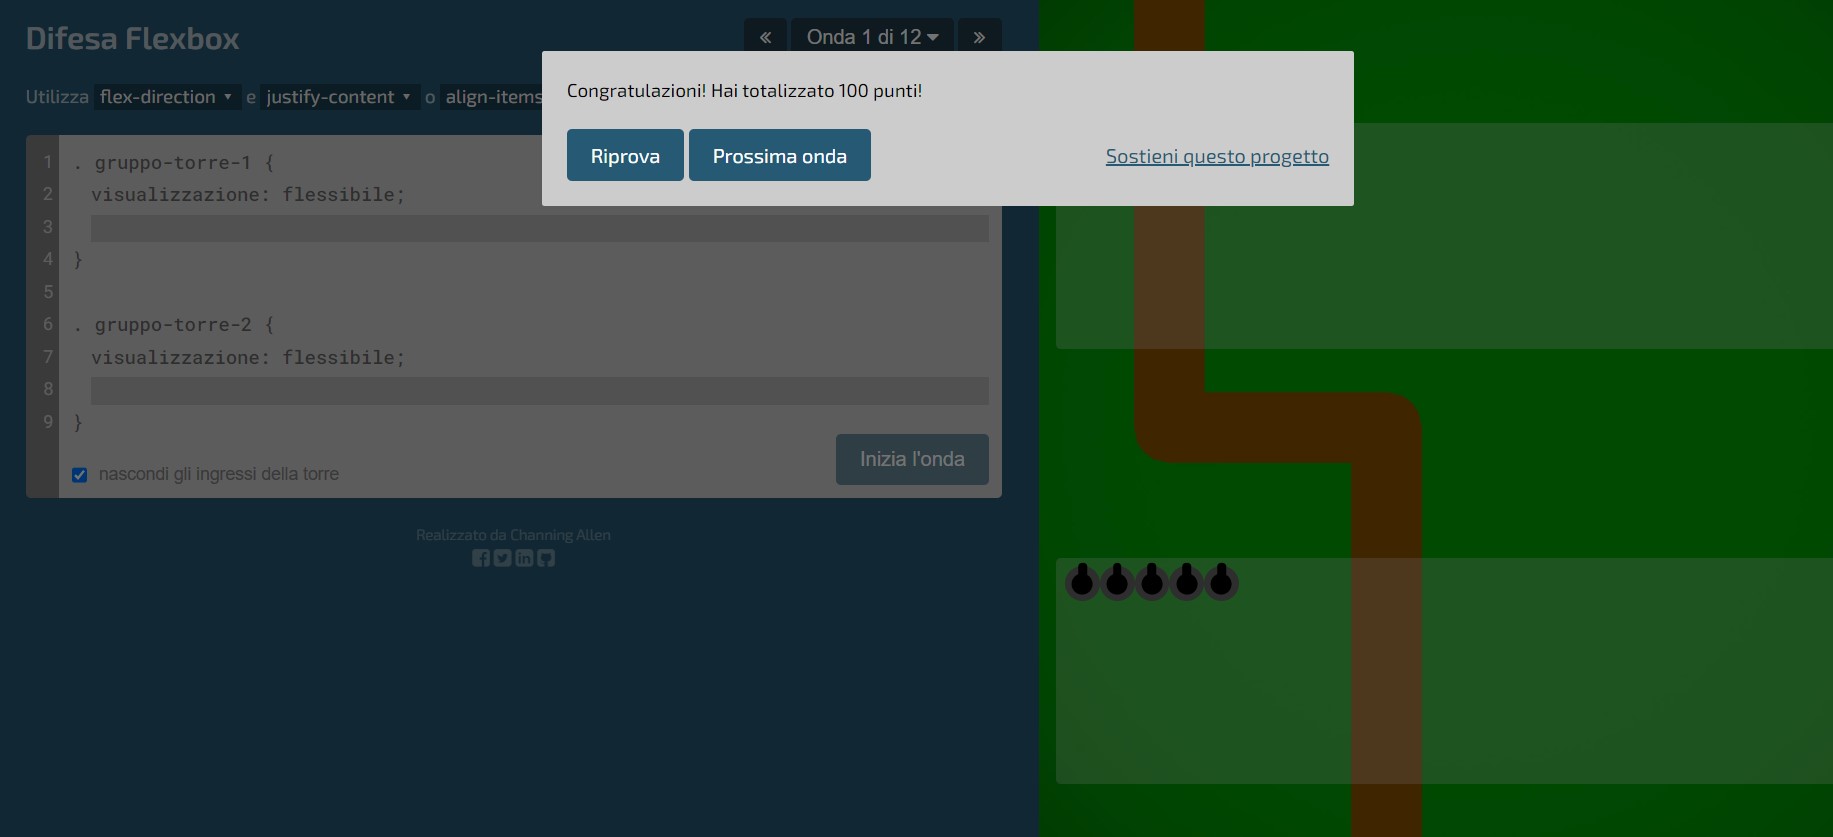 Difesa Flexbox
« Onda 1 di 12 »
Utilizza flex-direction e justify-content o align-items
Congratulazioni! Hai totalizzato 100 punti!
Riprova Prossima onda Sostieni questo progetto
1 . gruppo-torre-1 {
2 visualizzazione: flessibile;
3
4 }
5
6 . gruppo-torre-2 {
7 visualizzazione: flessibile;
8
9 }
nascondi gli ingressi della torre
Inizia l'onda
Realizzato da Channing Allen